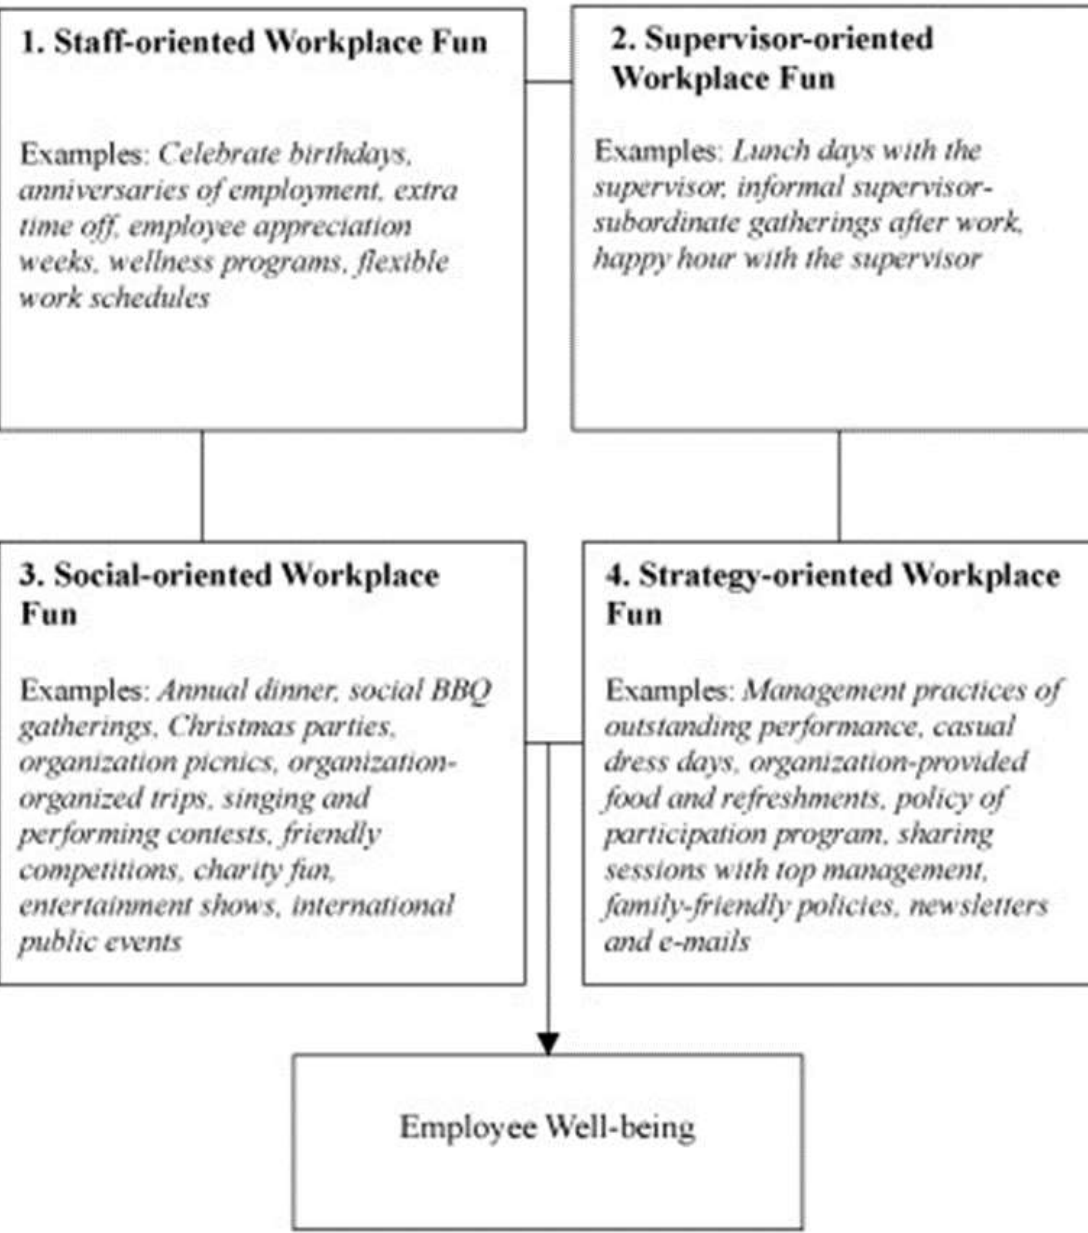 1. Staff-oriented Workplace Fun
Examples: Celebrate birthdays,
anniversaries of employment, extra
time off, employee appreciation
weeks, wellness programs, flexible
work schedules
2. Supervisor-oriented
Workplace Fun
Examples: Lunch days with the
supervisor, informal supervisor-
subordinate gatherings after work,
happy hour with the supervisor
3. Social-oriented Workplace
Fun
Examples: Annual dinner, social BBQ
gatherings, Christmas parties,
organization picnics, organization-
organized trips, singing and
performing contests, friendly
competitions, charity fun,
entertainment shows, international
public events
4. Strategy-oriented Workplace
Fun
Examples: Management practices of
outstanding performance, casual
dress days, organization-provided
food and refreshments, policy of
participation program, sharing
sessions with top management,
family-friendly policies, newsletters
and e-mails
Employee Well-being